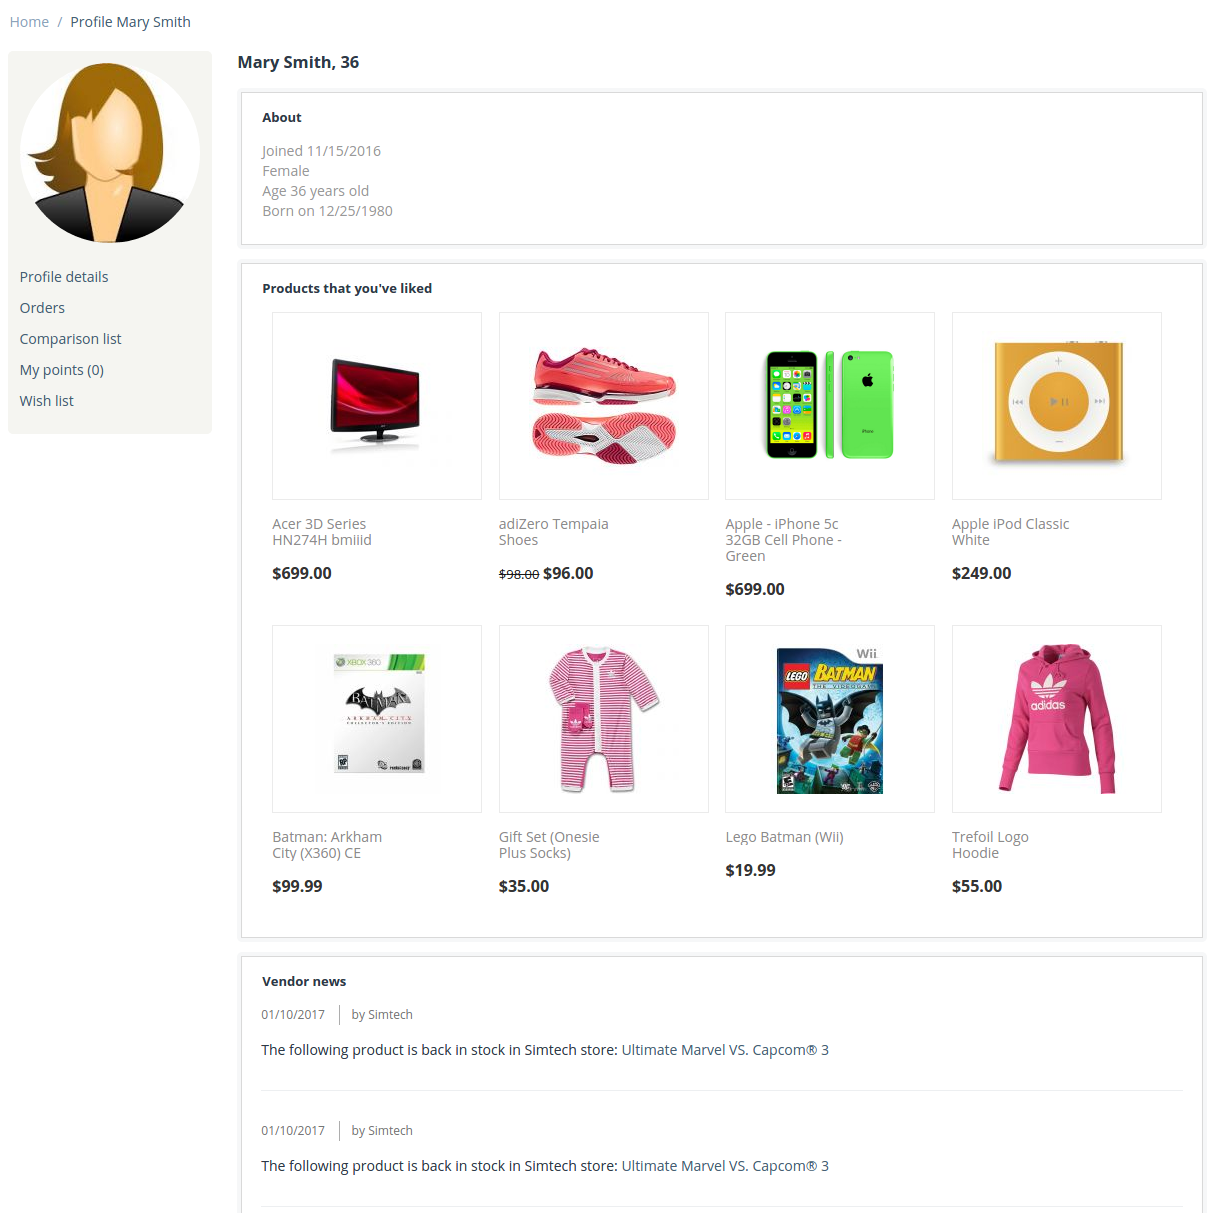 Home / Profile Mary Smith
Mary Smith, 36
About
Joined 11/15/2016
Female
Age 36 years old
Born on 12/25/1980
Profile details
Orders
Comparison list
My points (0)
Wish list
Products that you've liked
Acer 3D Series
HN274H bmiiid
$699.00
adiZero Tempaia
Shoes
$98.00 $96.00
iPhone
Apple - iPhone 5c
32GB Cell Phone -
Green
$699.00
Apple iPod Classic
White
$249.00
XBOX 360
BATMAN
ARKHAM CITY
COLLECTOR'S EDITION
Batman: Arkham
City (X360) CE
$99.99
Gift Set (Onesie
Plus Socks)
$35.00
Wii
LEGO BATMAN
THE VIDEOGAME
Lego Batman (Wii)
$19.99
adidas
Trefoil Logo
Hoodie
$55.00
Vendor news
01/10/2017 by Simtech
The following product is back in stock in Simtech store: Ultimate Marvel VS. Capcom® 3
01/10/2017 by Simtech
The following product is back in stock in Simtech store: Ultimate Marvel VS. Capcom® 3